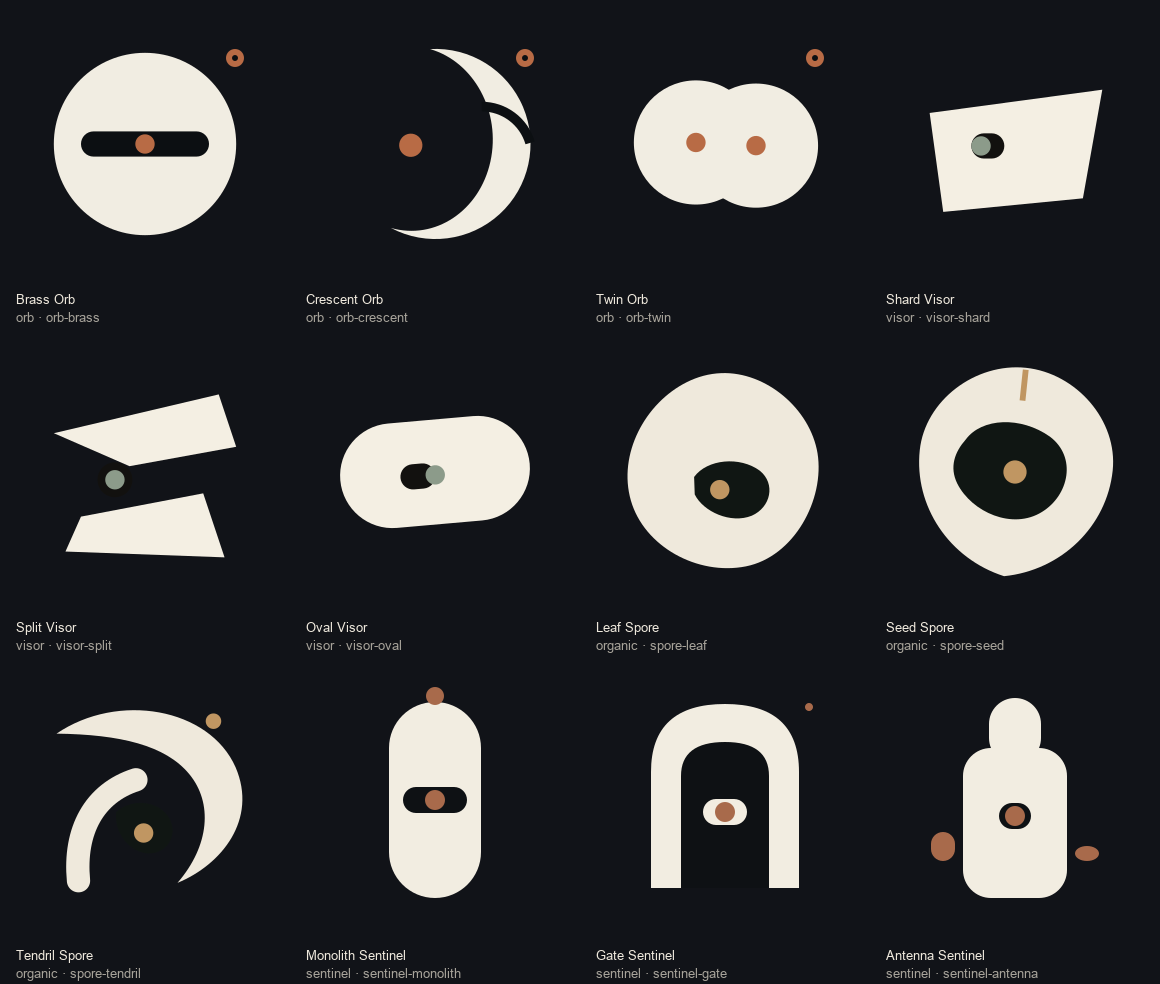 Brass Orb
orb · orb-brass
Crescent Orb
orb · orb-crescent
Twin Orb
orb · orb-twin
Shard Visor
visor · visor-shard
Split Visor
visor · visor-split
Oval Visor
visor · visor-oval
Leaf Spore
organic · spore-leaf
Seed Spore
organic · spore-seed
Tendril Spore
organic · spore-tendril
Monolith Sentinel
sentinel · sentinel-monolith
Gate Sentinel
sentinel · sentinel-gate
Antenna Sentinel
sentinel · sentinel-antenna